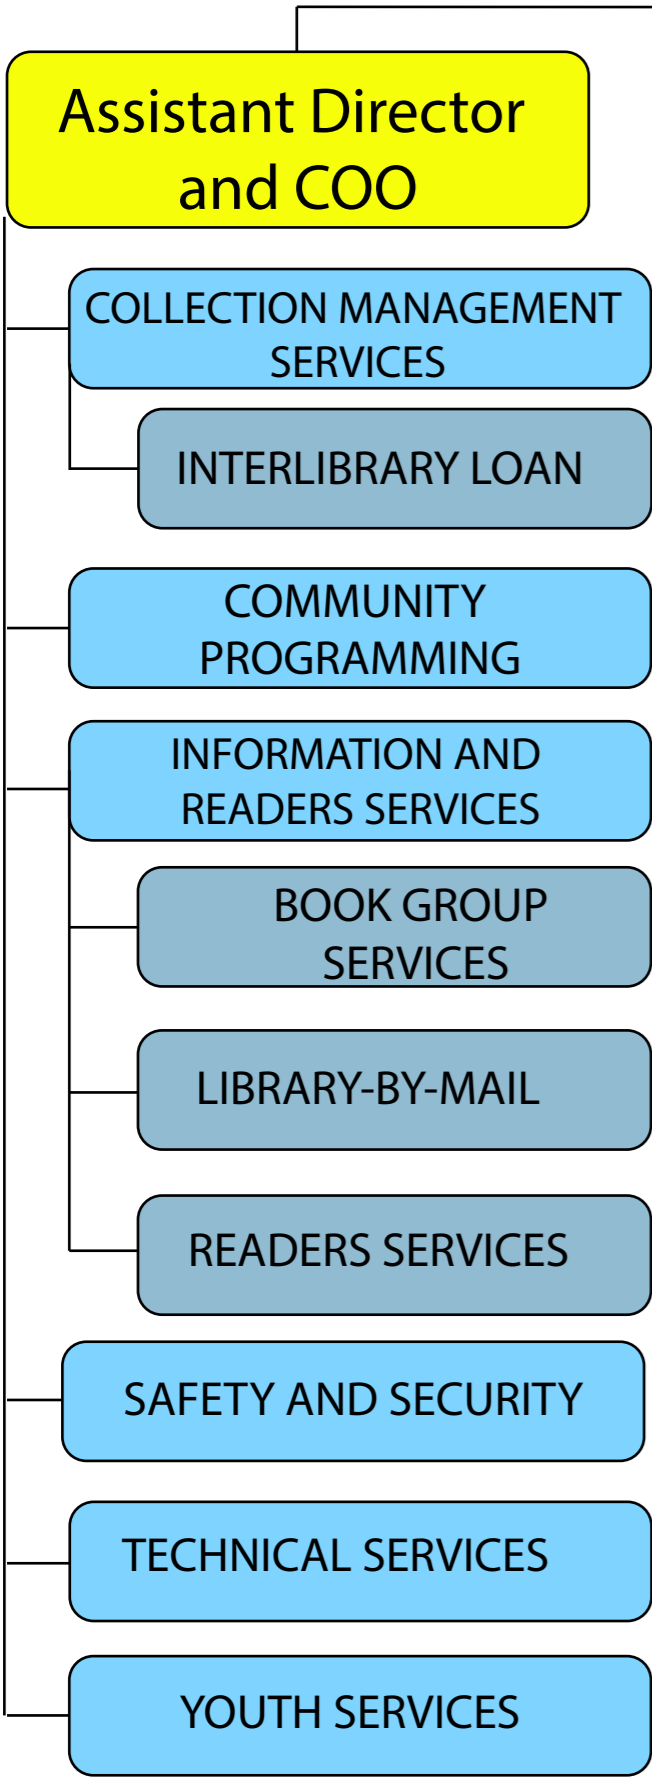 Assistant Director
and COO
COLLECTION MANAGEMENT
SERVICES
INTERLIBRARY LOAN
COMMUNITY
PROGRAMMING
INFORMATION AND
READERS SERVICES
BOOK GROUP
SERVICES
LIBRARY-BY-MAIL
READERS SERVICES
SAFETY AND SECURITY
TECHNICAL SERVICES
YOUTH SERVICES